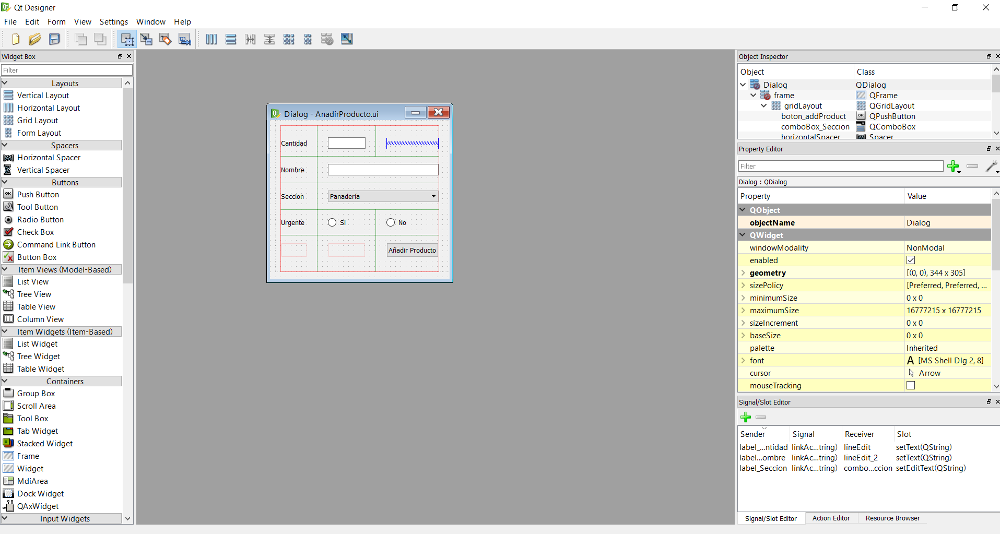 Qt Designer
File Edit Form View Settings Window Help
Widget Box
Filter
Layouts
Vertical Layout
Horizontal Layout
Grid Layout
Form Layout
Spacers
Horizontal Spacer
Vertical Spacer
Buttons
Push Button
Tool Button
Radio Button
Check Box
Command Link Button
Button Box
Item Views (Model-Based)
List View
Tree View
Table View
Column View
Item Widgets (Item-Based)
List Widget
Tree Widget
Table Widget
Containers
Group Box
Scroll Area
Tool Box
Tab Widget
Stacked Widget
Frame
Widget
MdiArea
Dock Widget
QAxWidget
Input Widgets
Dialog - AnadirProducto.ui
Cantidad
Nombre
Seccion Panadería
Urgente Si No
Añadir Producto
Object Inspector
Object Class
Dialog QDialog
frame QFrame
gridLayout QGridLayout
boton_addProduct QPushButton
comboBox_Seccion QComboBox
horizontalSpacer Spacer
Property Editor
Filter
Dialog : QDialog
Property Value
QObject
objectName Dialog
QWidget
windowModality NonModal
enabled
geometry [(0, 0), 344 x 305]
sizePolicy [Preferred, Preferred, ...
minimumSize 0 x 0
maximumSize 16777215 x 16777215
sizeIncrement 0 x 0
baseSize 0 x 0
palette Inherited
font A [MS Shell Dlg 2, 8]
cursor Arrow
mouseTracking
Signal/Slot Editor
Sender Signal Receiver Slot
label_...ntidad linkAc...tring) lineEdit setText(QString)
label...ombre linkAc...tring) lineEdit_2 setText(QString)
label_Seccion linkAc...tring) combo...ccion setEditText(QString)
Signal/Slot Editor Action Editor Resource Browser